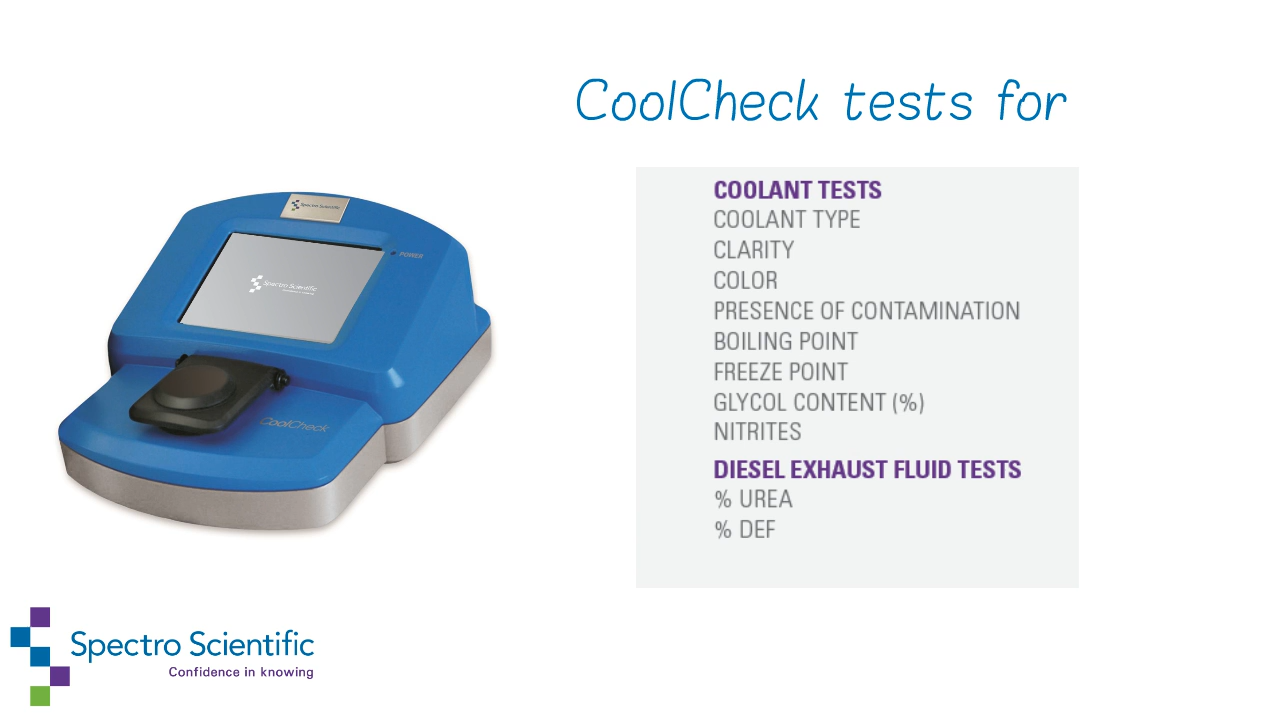 CoolCheck tests for
COOLANT TESTS
COOLANT TYPE
CLARITY
COLOR
PRESENCE OF CONTAMINATION
BOILING POINT
FREEZE POINT
GLYCOL CONTENT (%)
NITRITES
DIESEL EXHAUST FLUID TESTS
% UREA
% DEF
Spectro Scientific
POWER
Spectro Scientific
CoolCheck
Spectro Scientific
Confidence in knowing